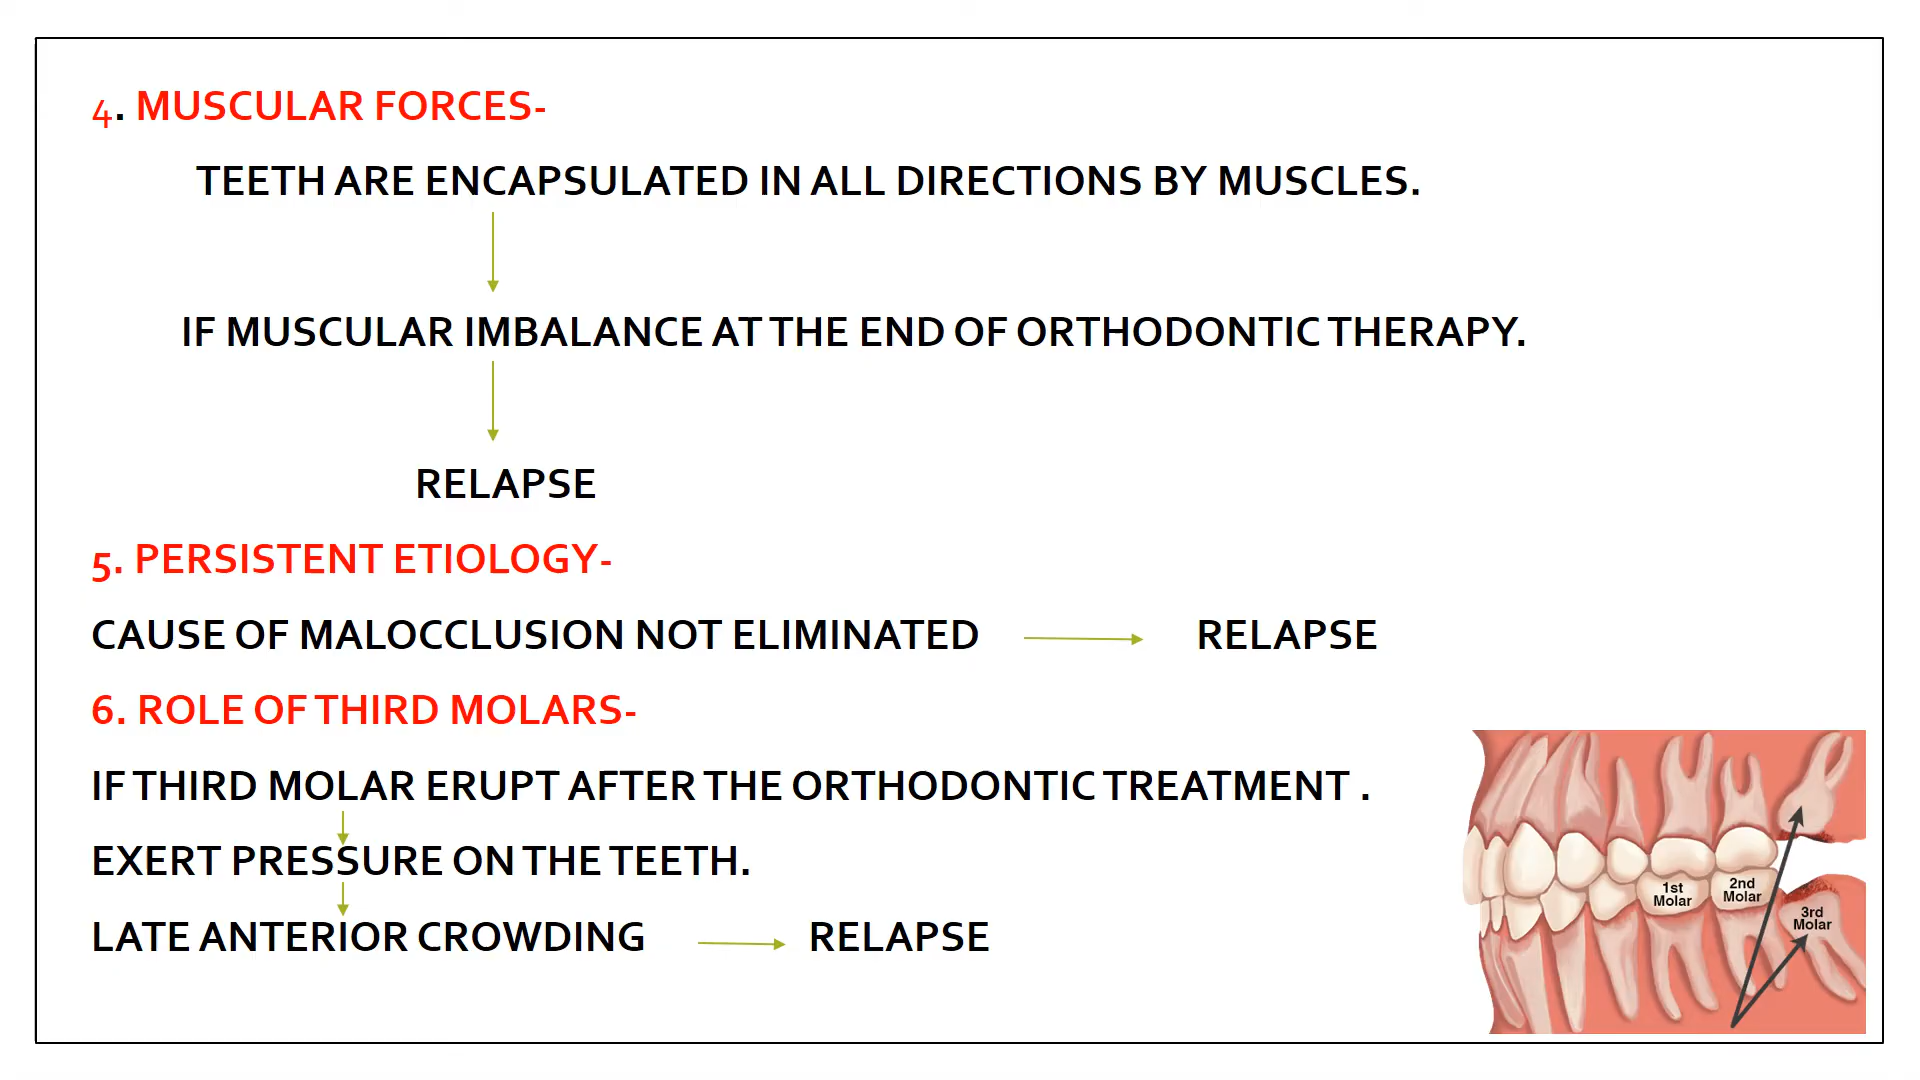 4. MUSCULAR FORCES-
TEETH ARE ENCAPSULATED IN ALL DIRECTIONS BY MUSCLES.
IF MUSCULAR IMBALANCE AT THE END OF ORTHODONTIC THERAPY.
RELAPSE
5. PERSISTENT ETIOLOGY-
CAUSE OF MALOCCLUSION NOT ELIMINATED RELAPSE
6. ROLE OF THIRD MOLARS-
IF THIRD MOLAR ERUPT AFTER THE ORTHODONTIC TREATMENT .
EXERT PRESSURE ON THE TEETH.
LATE ANTERIOR CROWDING RELAPSE
1st
Molar
2nd
Molar
3rd
Molar